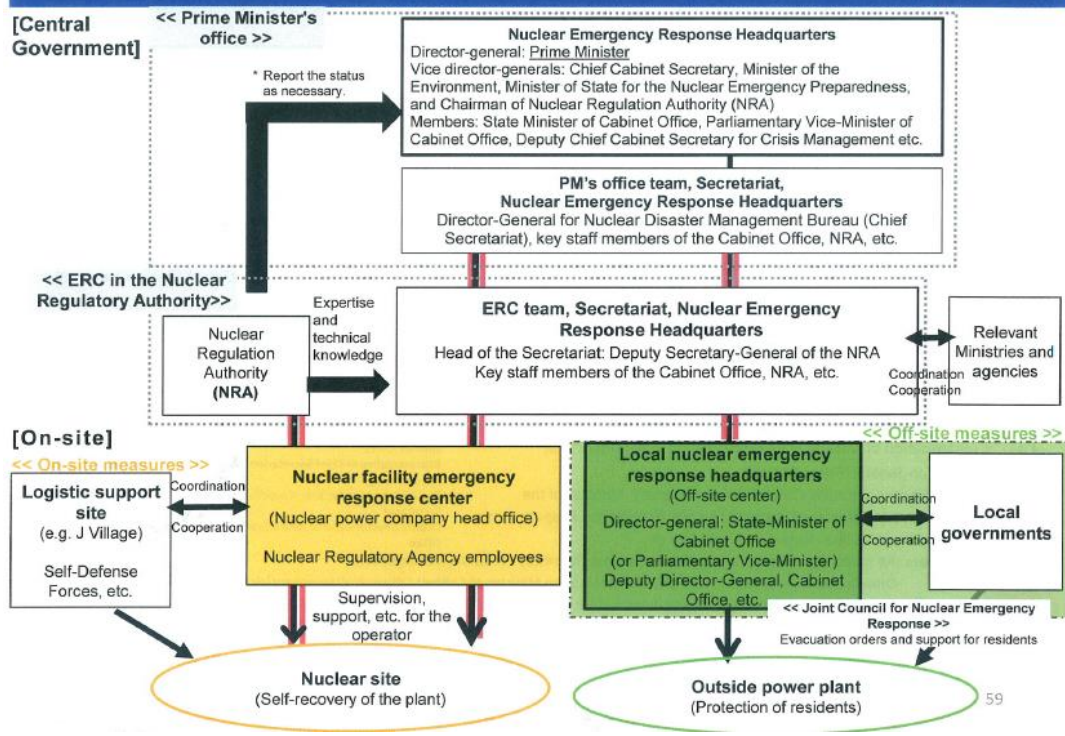 [Central
Government]
<< Prime Minister's
office >>
* Report the status
as necessary.
Nuclear Emergency Response Headquarters
Director-general: Prime Minister
Vice director-generals: Chief Cabinet Secretary, Minister of the
Environment, Minister of State for the Nuclear Emergency Preparedness,
and Chairman of Nuclear Regulation Authority (NRA)
Members: State Minister of Cabinet Office, Parliamentary Vice-Minister of
Cabinet Office, Deputy Chief Cabinet Secretary for Crisis Management etc.
PM's office team, Secretariat,
Nuclear Emergency Response Headquarters
Director-General for Nuclear Disaster Management Bureau (Chief
Secretariat), key staff members of the Cabinet Office, NRA, etc.
<< ERC in the Nuclear
Regulatory Authority>>
Nuclear
Regulation
Authority
(NRA)
Expertise
and
technical
knowledge
ERC team, Secretariat, Nuclear Emergency
Response Headquarters
Head of the Secretariat: Deputy Secretary-General of the NRA
Key staff members of the Cabinet Office, NRA, etc.
Coordination
Cooperation
Relevant
Ministries and
agencies
[On-site]
<< On-site measures >>
<< Off-site measures >>
Logistic support
site
(e.g. J Village)
Self-Defense
Forces, etc.
Coordination
Cooperation
Nuclear facility emergency
response center
(Nuclear power company head office)
Nuclear Regulatory Agency employees
Local nuclear emergency
response headquarters
(Off-site center)
Director-general: State-Minister of
Cabinet Office
(or Parliamentary Vice-Minister)
Deputy Director-General, Cabinet
Office, etc.
Coordination
Cooperation
Local
governments
Supervision,
support, etc. for the
operator
<< Joint Council for Nuclear Emergency
Response >>
Evacuation orders and support for residents
Nuclear site
(Self-recovery of the plant)
Outside power plant
(Protection of residents)
59